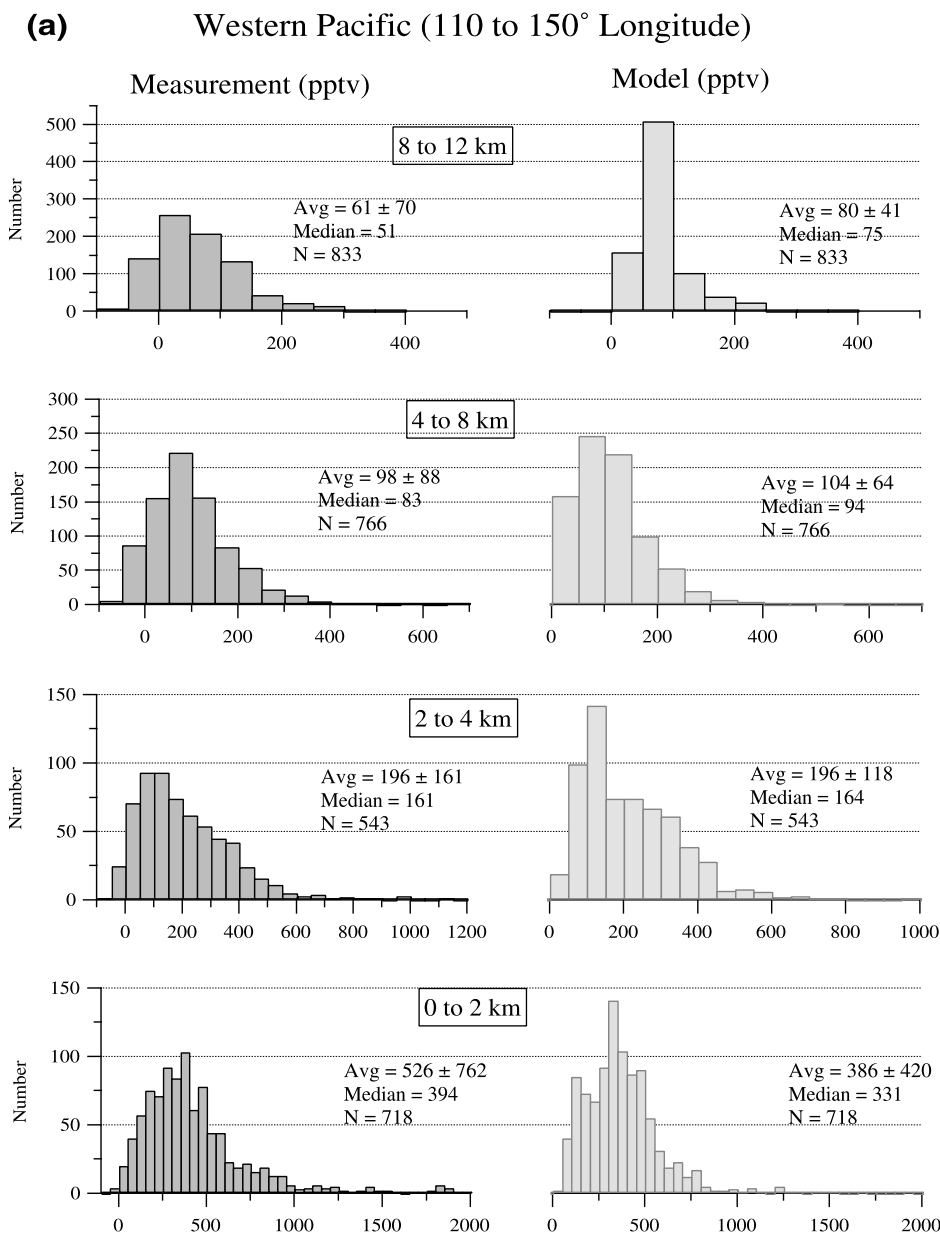 (a) Western Pacific (110 to 150° Longitude)
Measurement (pptv)
Model (pptv)
8 to 12 km
Number
500
400
300
200
100
0
Avg = 61 ± 70
Median = 51
N = 833
0 200 400
Avg = 80 ± 41
Median = 75
N = 833
0 200 400
4 to 8 km
Number
300
250
200
150
100
50
0
Avg = 98 ± 88
Median = 83
N = 766
0 200 400 600
Avg = 104 ± 64
Median = 94
N = 766
0 200 400 600
2 to 4 km
Number
150
100
50
0
Avg = 196 ± 161
Median = 161
N = 543
0 200 400 600 800 1000 1200
Avg = 196 ± 118
Median = 164
N = 543
0 200 400 600 800 1000
0 to 2 km
Number
150
100
50
0
Avg = 526 ± 762
Median = 394
N = 718
0 500 1000 1500 2000
Avg = 386 ± 420
Median = 331
N = 718
0 500 1000 1500 2000